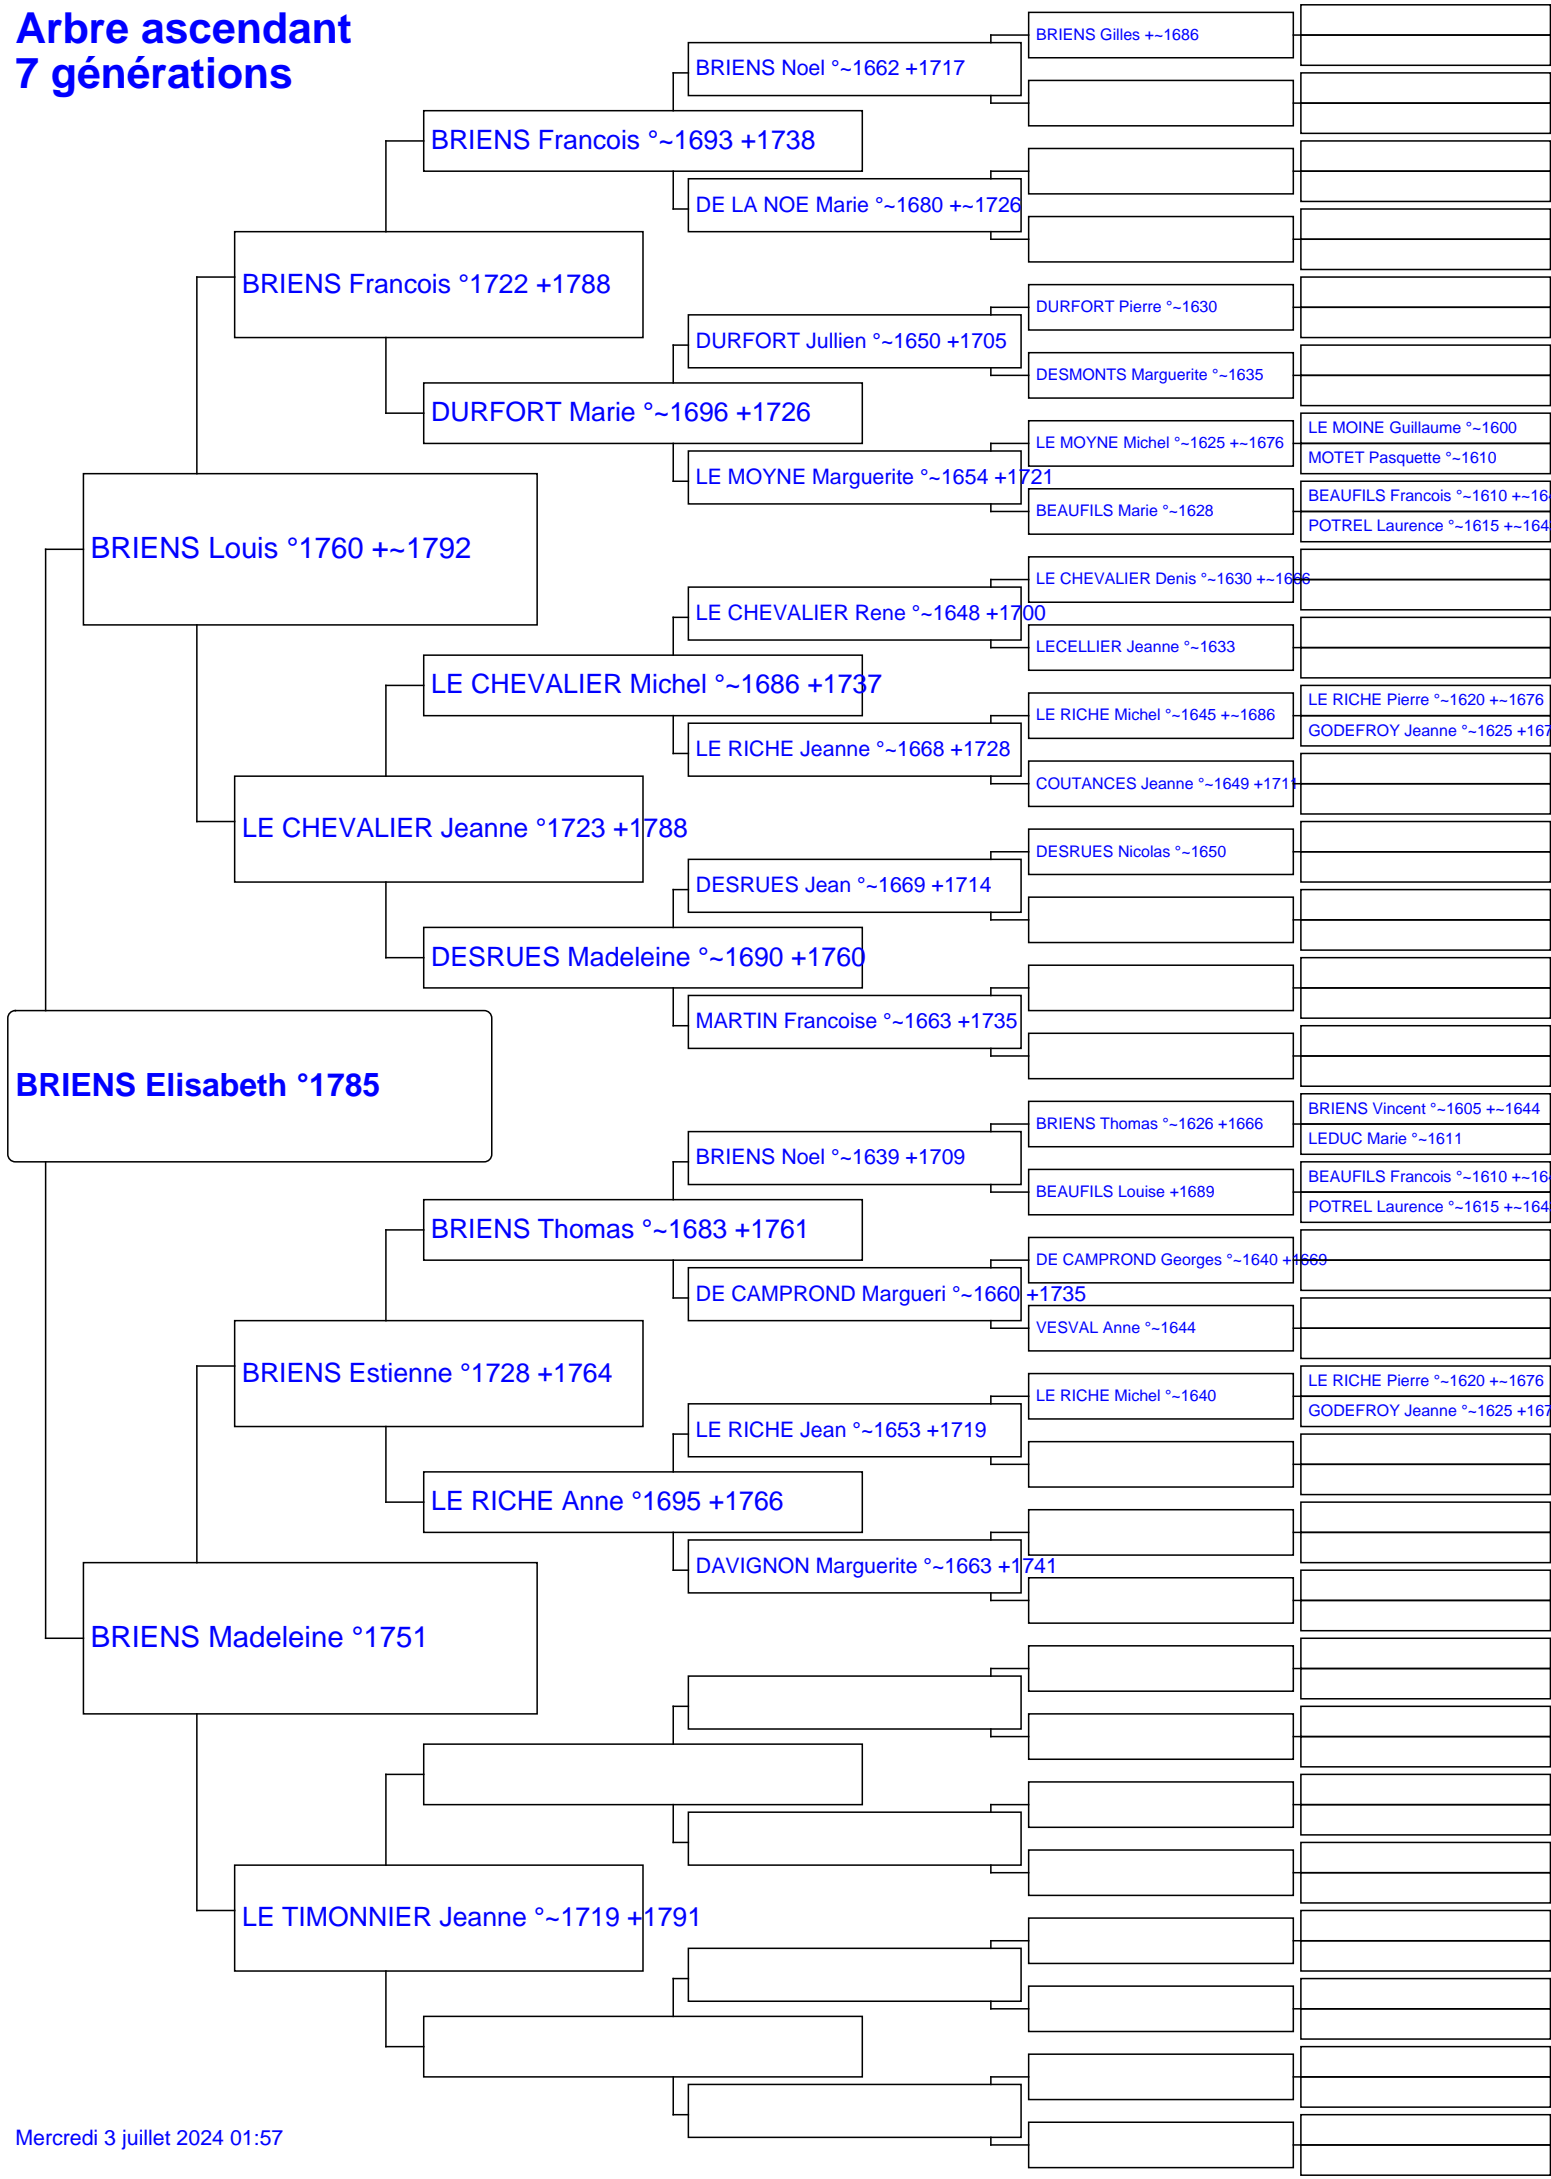 Arbre ascendant
7 générations
BRIENS Elisabeth °1785
BRIENS Louis °1760 +~1792
BRIENS Madeleine °1751
BRIENS Francois °1722 +1788
LE CHEVALIER Jeanne °1723 +1788
BRIENS Estienne °1728 +1764
LE TIMONNIER Jeanne °~1719 +1791
BRIENS Francois °~1693 +1738
DURFORT Marie °~1696 +1726
LE CHEVALIER Michel °~1686 +1737
DESRUES Madeleine °~1690 +1760
BRIENS Thomas °~1683 +1761
LE RICHE Anne °1695 +1766
BRIENS Noel °~1662 +1717
DE LA NOE Marie °~1680 +~1726
DURFORT Jullien °~1650 +1705
LE MOYNE Marguerite °~1654 +1721
LE CHEVALIER Rene °~1648 +1700
LE RICHE Jeanne °~1668 +1728
DESRUES Jean °~1669 +1714
MARTIN Francoise °~1663 +1735
BRIENS Noel °~1639 +1709
DE CAMPROND Margueri °~1660 +1735
LE RICHE Jean °~1653 +1719
DAVIGNON Marguerite °~1663 +1741
BRIENS Gilles +~1686
DURFORT Pierre °~1630
DESMONTS Marguerite °~1635
LE MOYNE Michel °~1625 +~1676
BEAUFILS Marie °~1628
LE CHEVALIER Denis °~1630 +~1666
LECELLIER Jeanne °~1633
LE RICHE Michel °~1645 +~1686
COUTANCES Jeanne °~1649 +1711
DESRUES Nicolas °~1650
BRIENS Thomas °~1626 +1666
BEAUFILS Louise +1689
DE CAMPROND Georges °~1640 +1669
VESVAL Anne °~1644
LE RICHE Michel °~1640
LE MOINE Guillaume °~1600
MOTET Pasquette °~1610
BEAUFILS Francois °~1610 +~16
POTREL Laurence °~1615 +~164
LE RICHE Pierre °~1620 +~1676
GODEFROY Jeanne °~1625 +167
BRIENS Vincent °~1605 +~1644
LEDUC Marie °~1611
BEAUFILS Francois °~1610 +~16
POTREL Laurence °~1615 +~164
LE RICHE Pierre °~1620 +~1676
GODEFROY Jeanne °~1625 +167
Mercredi 3 juillet 2024 01:57